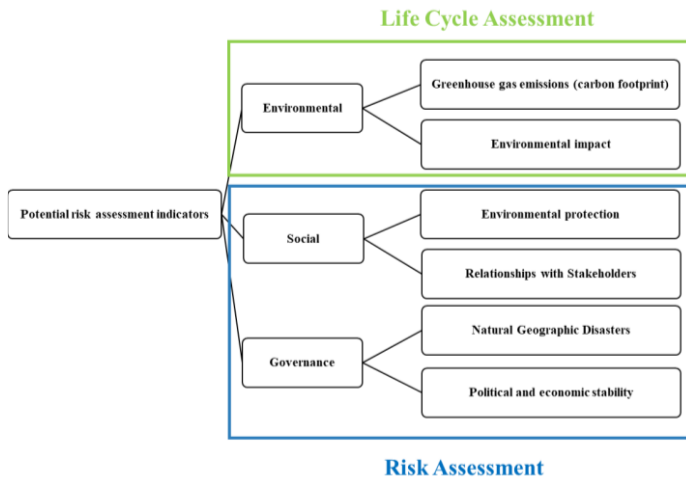 Life Cycle Assessment
Greenhouse gas emissions (carbon footprint)
Environmental
Environmental impact
Potential risk assessment indicators
Environmental protection
Social
Relationships with Stakeholders
Natural Geographic Disasters
Governance
Political and economic stability
Risk Assessment